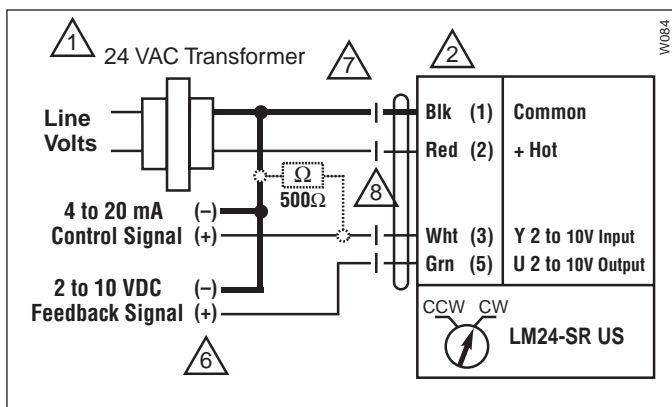 W084
1
24 VAC Transformer
7
2
Line
Volts
Blk (1) Common
Red (2) + Hot
Ω
500Ω
8
4 to 20 mA (–)
Control Signal (+)
Wht (3) Y 2 to 10V Input
Grn (5) U 2 to 10V Output
2 to 10 VDC (–)
Feedback Signal (+)
6
CCW CW
LM24-SR US